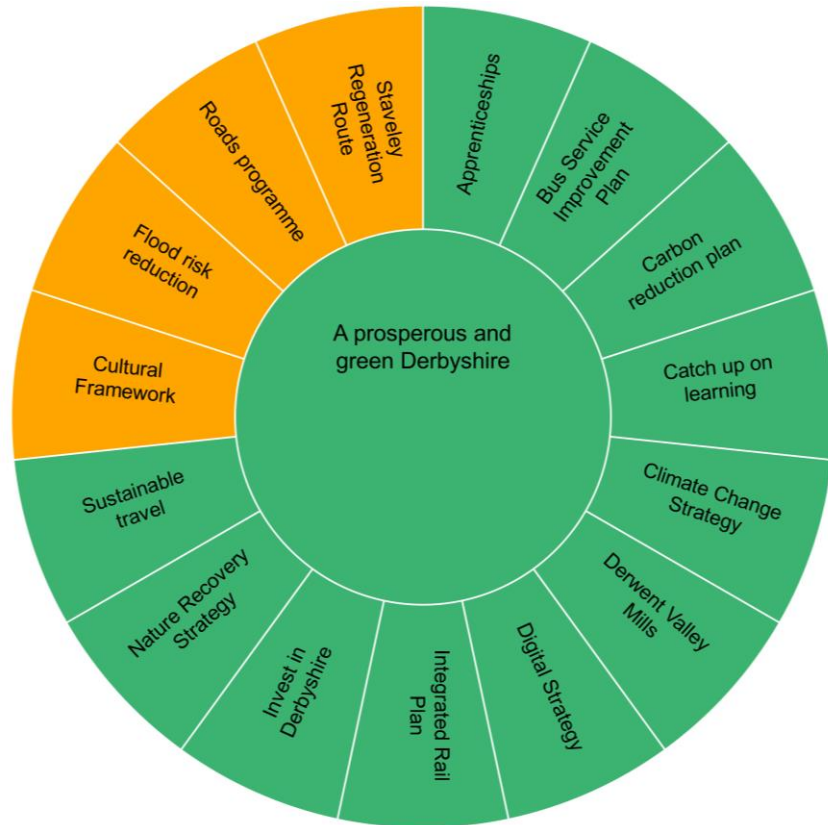 A prosperous and
green Derbyshire
Apprenticeships
Bus Service
Improvement
Plan
Carbon
reduction plan
Catch up on
learning
Climate Change
Strategy
Derwent Valley
Mills
Digital Strategy
Integrated Rail
Plan
Invest in
Derbyshire
Nature Recovery
Strategy
Sustainable
travel
Cultural
Framework
Flood risk
reduction
Roads programme
Staveley
Regeneration
Route